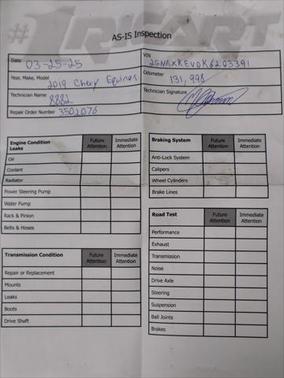 AS-IS Inspection
Date 03-25-25
VIN
Year, Make, Model 2019 Chevy Equinox
Odometer 131,998
Technician Name 8882
Technician Signature
Repair Order Number 3502076
Engine Condition Leaks Future Attention Immediate Attention
Oil
Coolant
Radiator
Power Steering Pump
Water Pump
Rack & Pinion
Belts & Hoses
Transmission Condition Future Attention Immediate Attention
Repair or Replacement
Mounts
Leaks
Boots
Drive Shaft
Braking System Future Attention Immediate Attention
Anti-Lock System
Calipers
Wheel Cylinders
Brake Lines
Road Test Future Attention Immediate Attention
Performance
Exhaust
Transmission
Noise
Drive Axle
Steering
Suspension
Ball Joints
Brakes